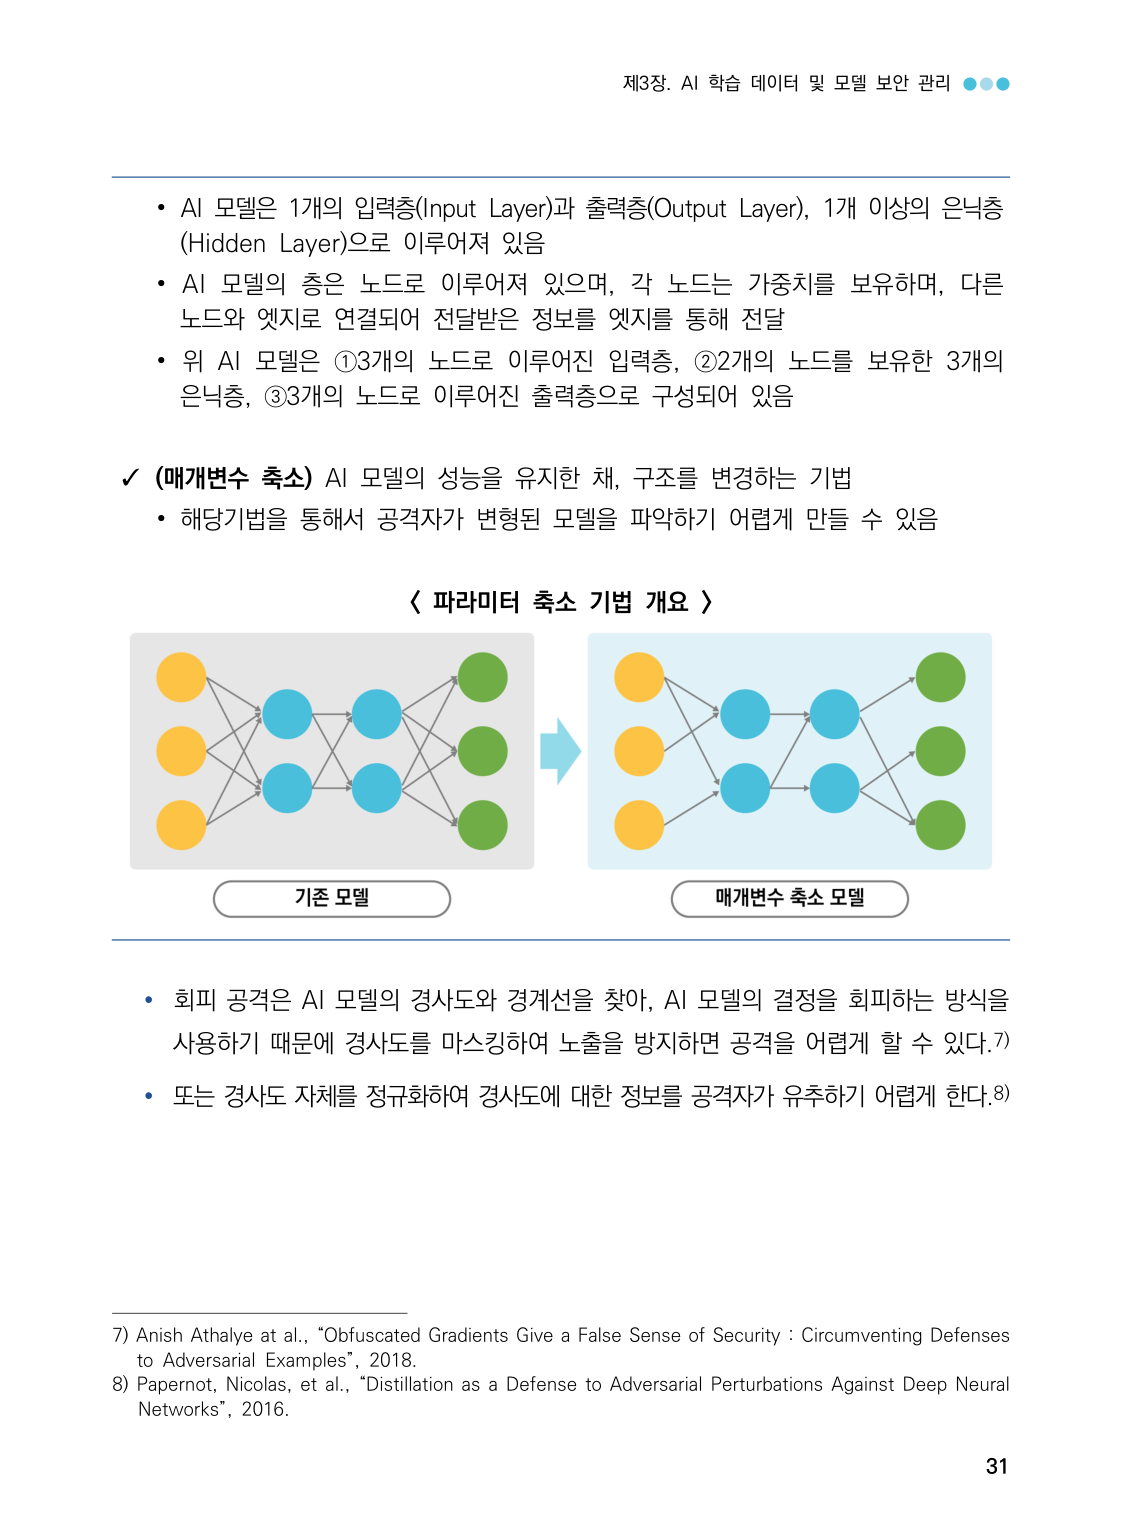 제3장. AI 학습 데이터 및 모델 보안 관리
• AI 모델은 1개의 입력층(Input Layer)과 출력층(Output Layer), 1개 이상의 은닉층
(Hidden Layer)으로 이루어져 있음
• AI 모델의 층은 노드로 이루어져 있으며, 각 노드는 가중치를 보유하며, 다른
노드와 엣지로 연결되어 전달받은 정보를 엣지를 통해 전달
• 위 AI 모델은 ①3개의 노드로 이루어진 입력층, ②2개의 노드를 보유한 3개의
은닉층, ③3개의 노드로 이루어진 출력층으로 구성되어 있음
✓ (매개변수 축소) AI 모델의 성능을 유지한 채, 구조를 변경하는 기법
• 해당기법을 통해서 공격자가 변형된 모델을 파악하기 어렵게 만들 수 있음
〈 파라미터 축소 기법 개요 〉
기존 모델
매개변수 축소 모델
• 회피 공격은 AI 모델의 경사도와 경계선을 찾아, AI 모델의 결정을 회피하는 방식을
사용하기 때문에 경사도를 마스킹하여 노출을 방지하면 공격을 어렵게 할 수 있다.7)
• 또는 경사도 자체를 정규화하여 경사도에 대한 정보를 공격자가 유추하기 어렵게 한다.8)
7) Anish Athalye at al., “Obfuscated Gradients Give a False Sense of Security : Circumventing Defenses
to Adversarial Examples”, 2018.
8) Papernot, Nicolas, et al., “Distillation as a Defense to Adversarial Perturbations Against Deep Neural
Networks”, 2016.
31